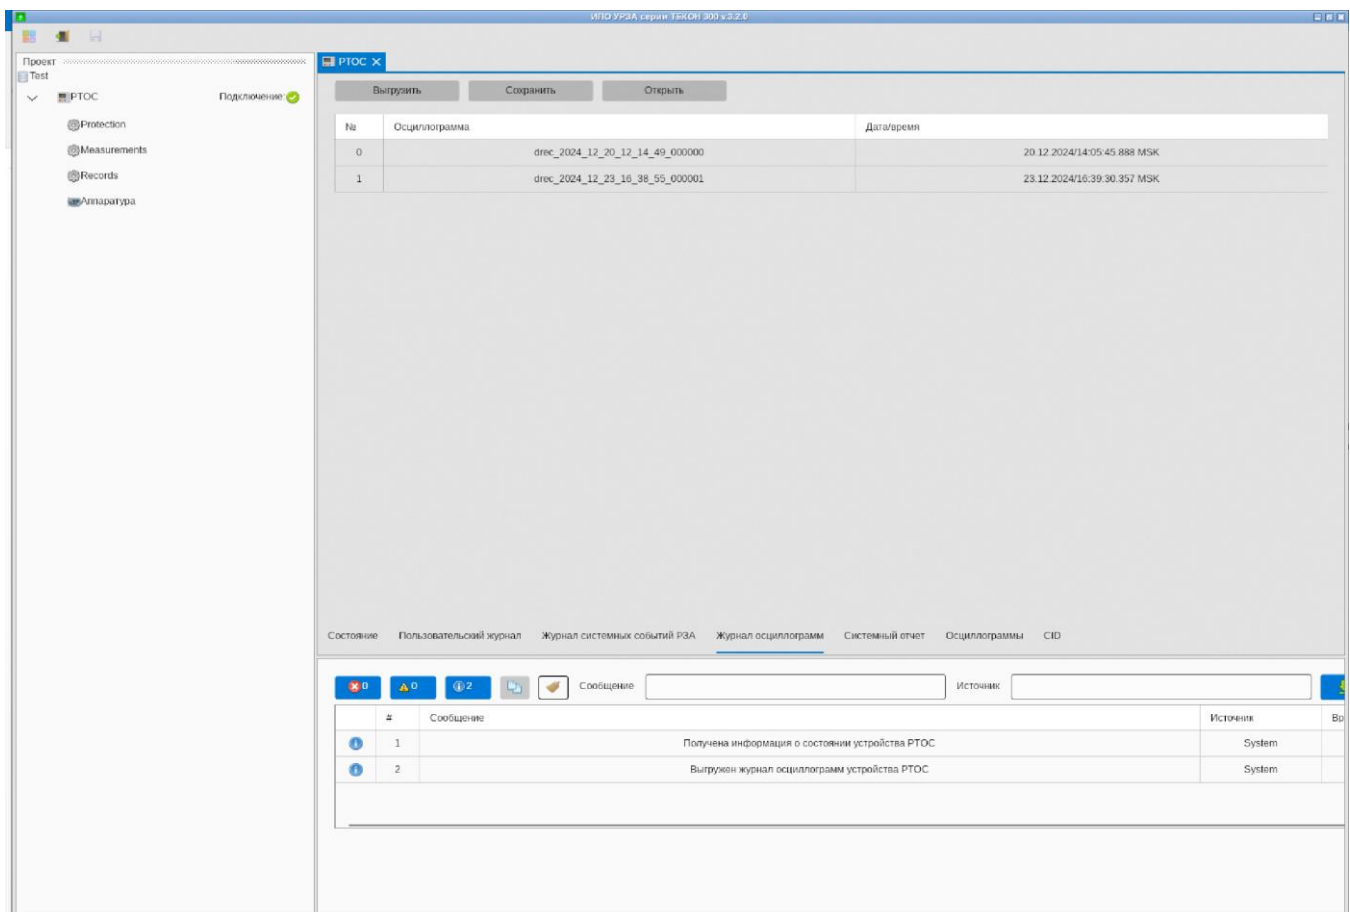 ИПО УРЗА серии ТЕКОН 300 v.3.2.0
Проект
Test
РТОС Подключение:
Protection
Measurements
Records
Аппаратура
РТОС
Выгрузить Сохранить Открыть
№ Осциллограмма Дата/время
0 drec_2024_12_20_12_14_49_000000 20.12.2024/14:05:45.888 MSK
1 drec_2024_12_23_16_38_55_000001 23.12.2024/16:39:30.357 MSK
Состояние Пользовательский журнал Журнал системных событий РЗА Журнал осциллограмм Системный отчет Осциллограммы CID
0 0 2 Сообщение Источник
# Сообщение Источник Вр
1 Получена информация о состоянии устройства РТОС System
2 Выгружен журнал осциллограмм устройства РТОС System